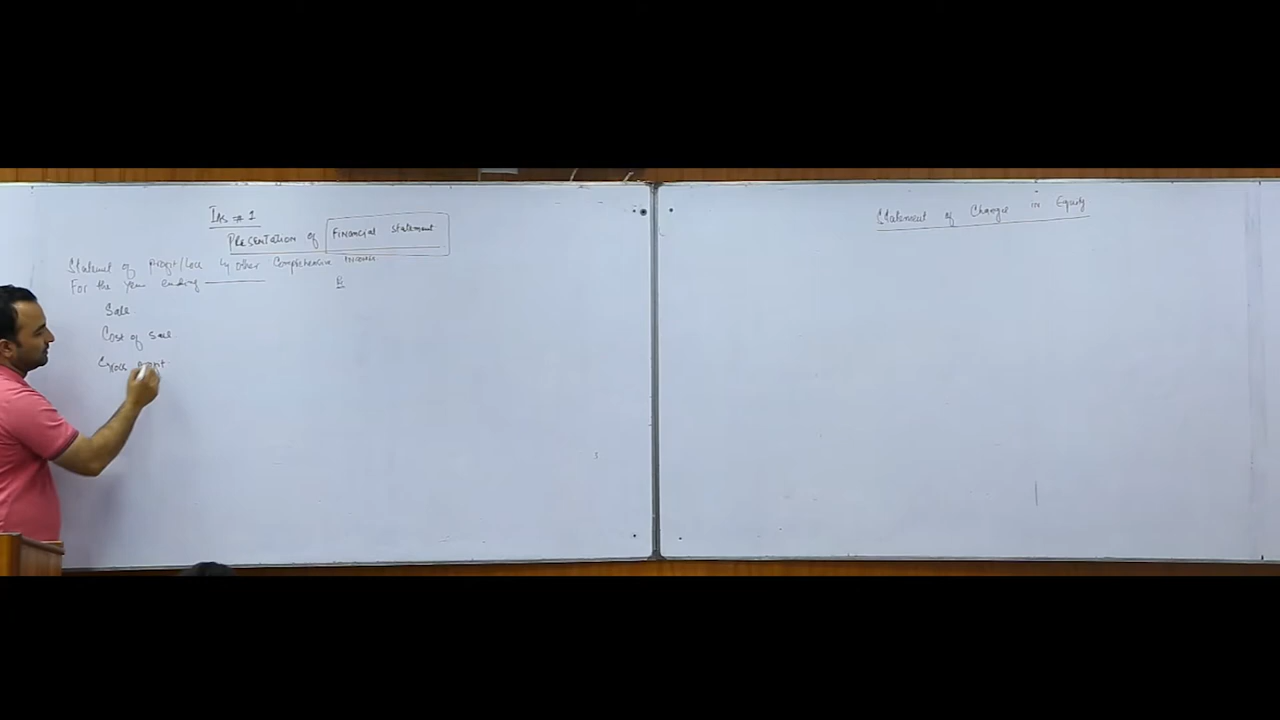 IAS # 1
PRESENTATION of Financial Statement
Statement of Profit/Loss & other Comprehensive Income
For the Year ending
Sale
Cost of Sale
Gross Profit
Statement of Changes in Equity